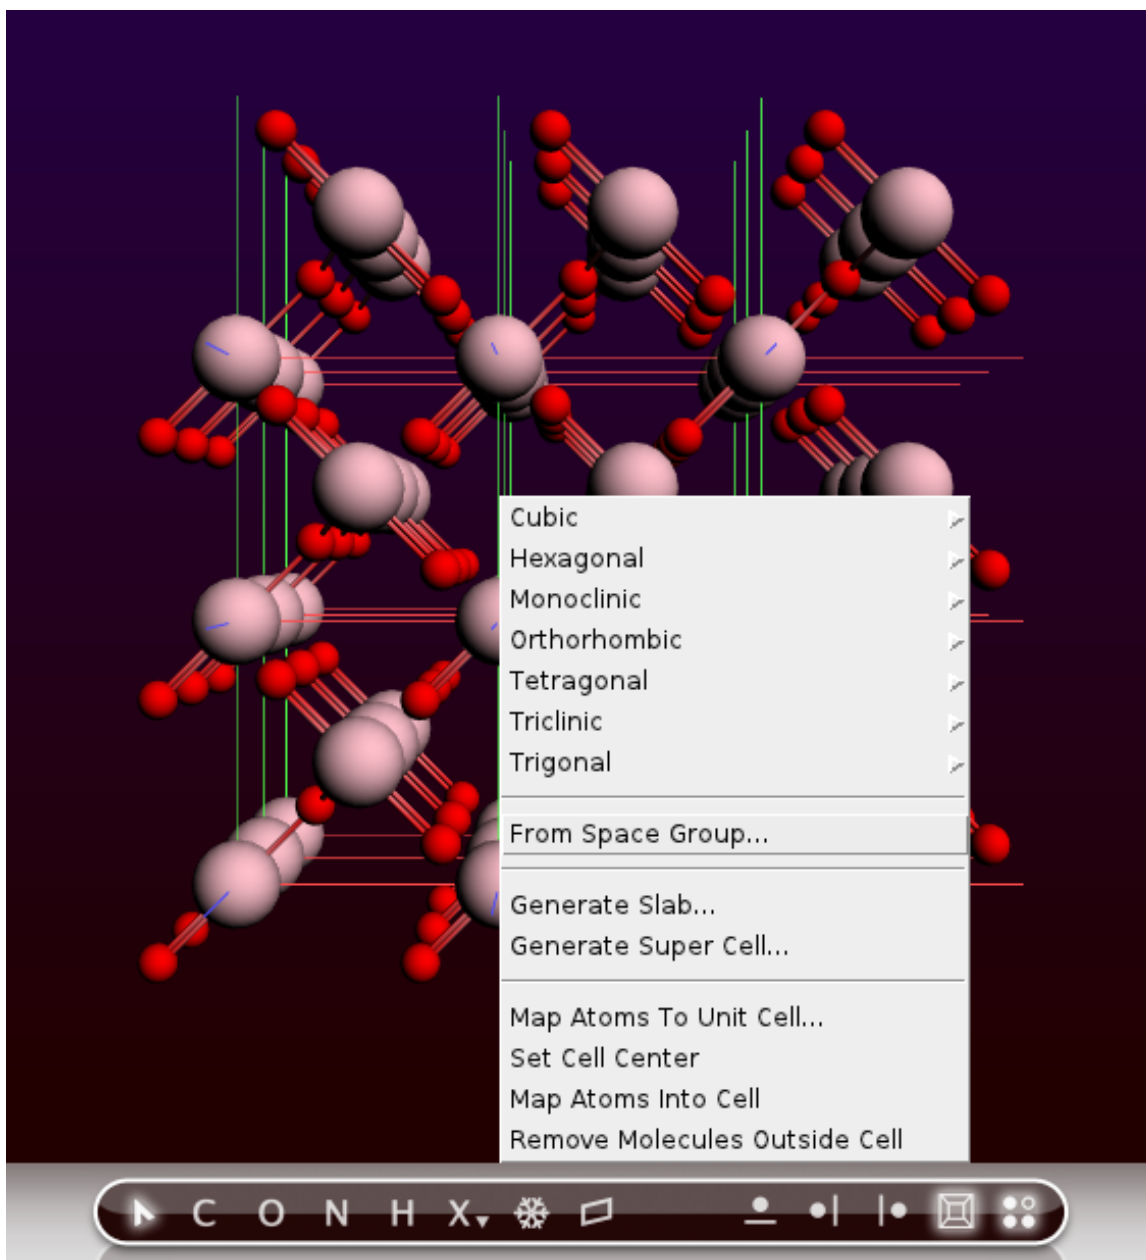 Cubic
Hexagonal
Monoclinic
Orthorhombic
Tetragonal
Triclinic
Trigonal
From Space Group...
Generate Slab...
Generate Super Cell...
Map Atoms To Unit Cell...
Set Cell Center
Map Atoms Into Cell
Remove Molecules Outside Cell
C O N H X